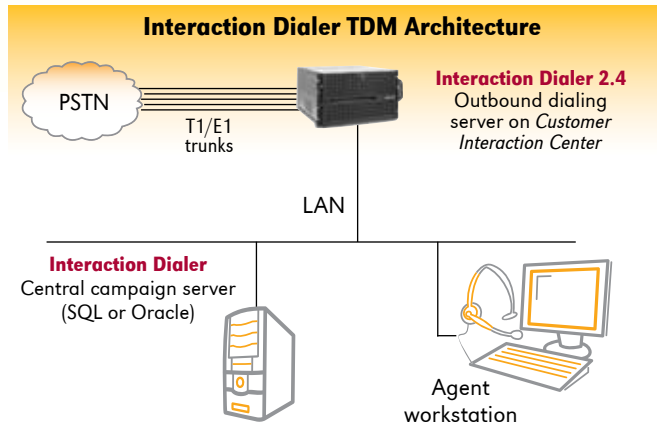 Interaction Dialer TDM Architecture
PSTN
T1/E1
trunks
Interaction Dialer 2.4
Outbound dialing
server on Customer
Interaction Center
LAN
Interaction Dialer
Central campaign server
(SQL or Oracle)
Agent
workstation